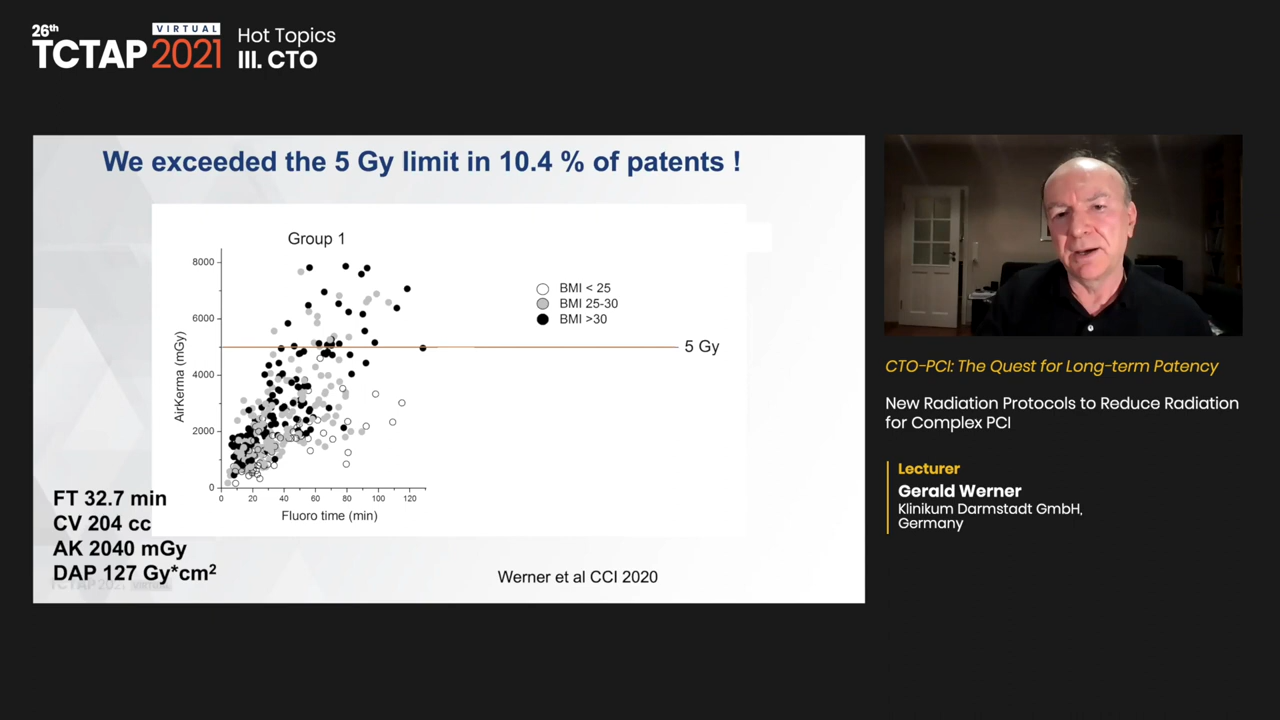 26th
VIRTUAL
TCTAP 2021
Hot Topics
III. CTO
We exceeded the 5 Gy limit in 10.4 % of patents !
Group 1
8000
6000
4000
2000
0
AirKerma (mGy)
0 20 40 60 80 100 120
Fluoro time (min)
BMI < 25
BMI 25-30
BMI >30
5 Gy
FT 32.7 min
CV 204 cc
AK 2040 mGy
DAP 127 Gy*cm²
TCTAP 2021 VIRTUAL
Werner et al CCI 2020
CTO-PCI: The Quest for Long-term Patency
New Radiation Protocols to Reduce Radiation
for Complex PCI
Lecturer
Gerald Werner
Klinikum Darmstadt GmbH,
Germany